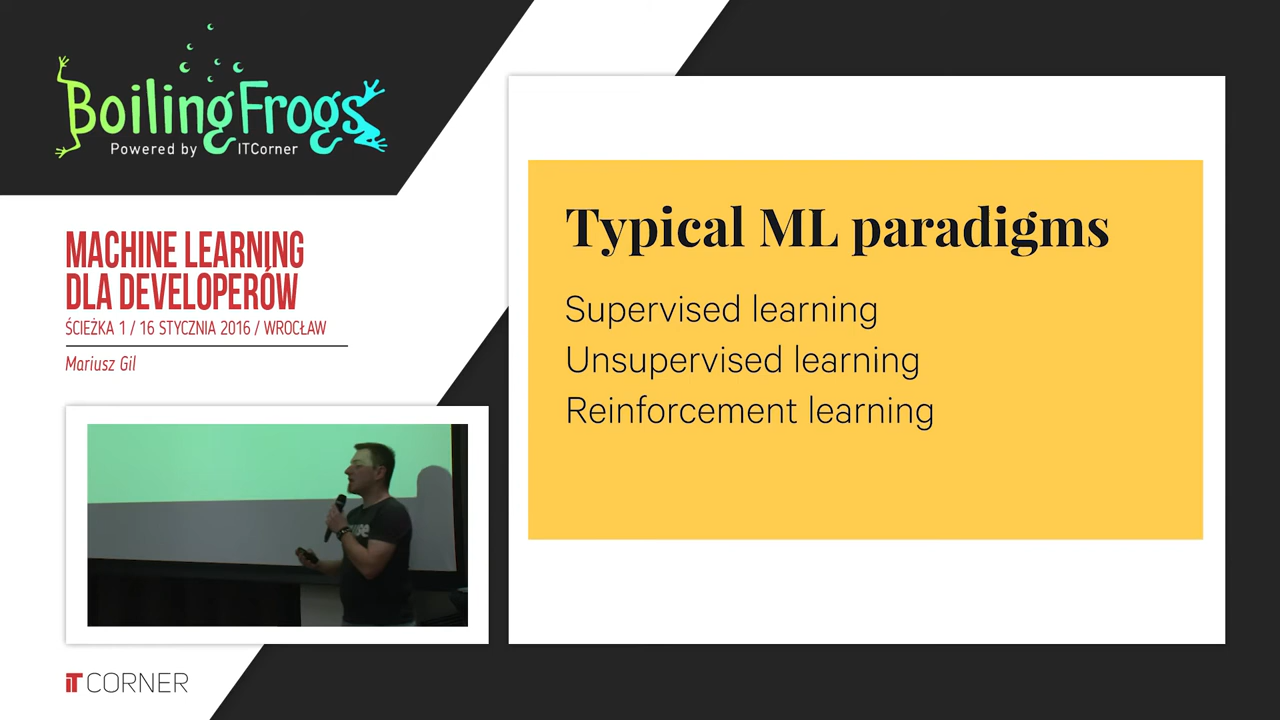 BoilingFrogs
Powered by ITCorner
MACHINE LEARNING
DLA DEVELOPERÓW
ŚCIEŻKA 1 / 16 STYCZNIA 2016 / WROCŁAW
Mariusz Gil
iT CORNER
Typical ML paradigms
Supervised learning
Unsupervised learning
Reinforcement learning